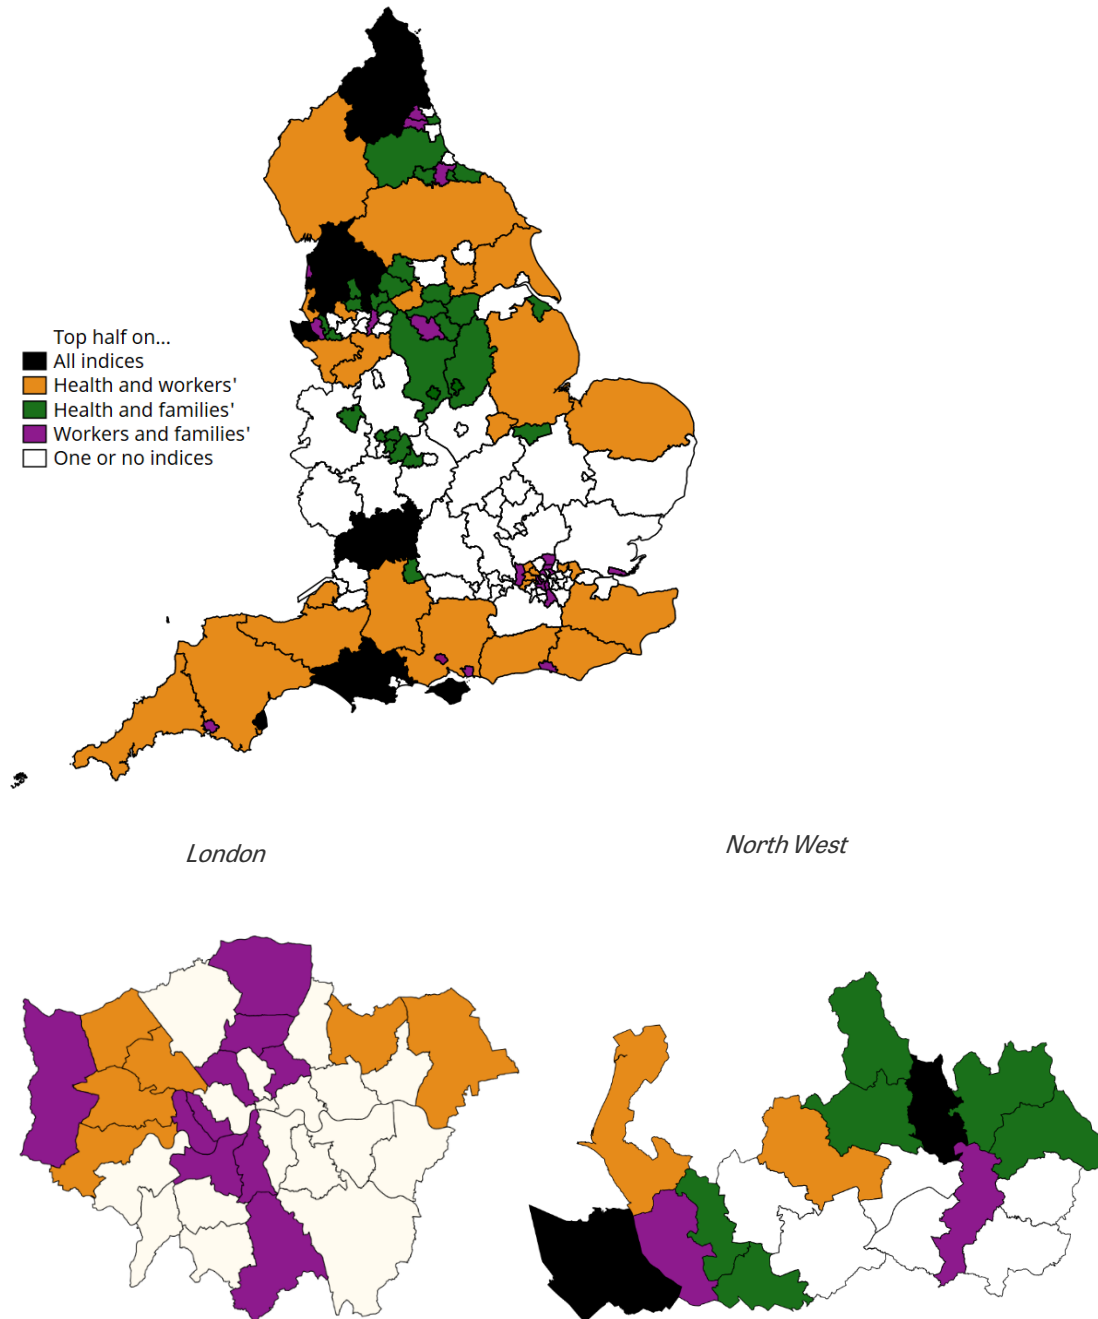 Top half on...
All indices
Health and workers'
Health and families'
Workers and families'
One or no indices
London
North West